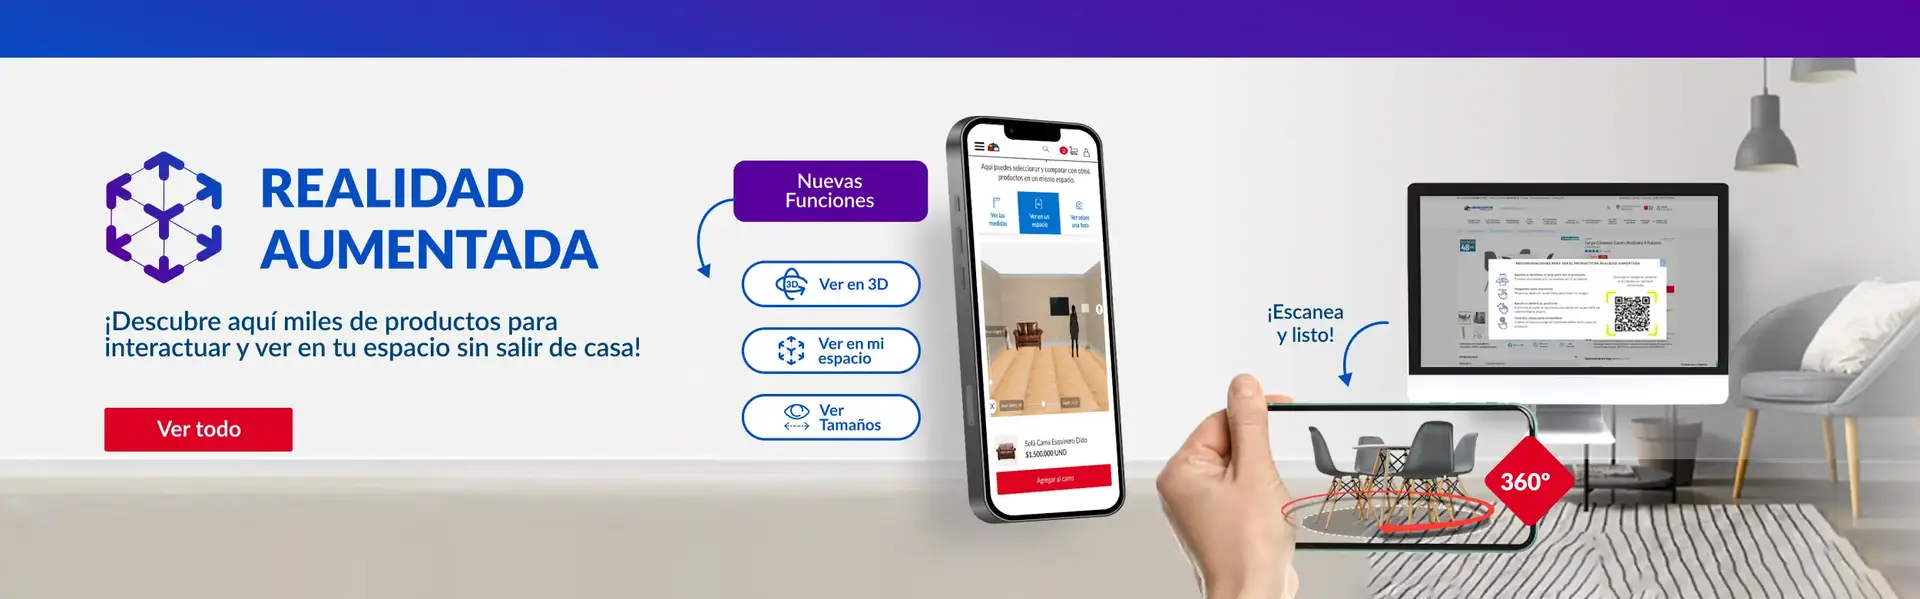 REALIDAD
AUMENTADA
¡Descubre aquí miles de productos para
interactuar y ver en tu espacio sin salir de casa!
Ver todo
Nuevas
Funciones
3D
Ver en 3D
Ver en mi
espacio
Ver
Tamaños
Aquí puedes seleccionar y comparar con otros
productos en un mismo espacio.
Ver las
medidas
Ver en un
espacio
Ver sobre
una foto
Sofá Cama Esquinero Dido
$1.500.000 UND
Agregar al carro
¡Escanea
y listo!
360º